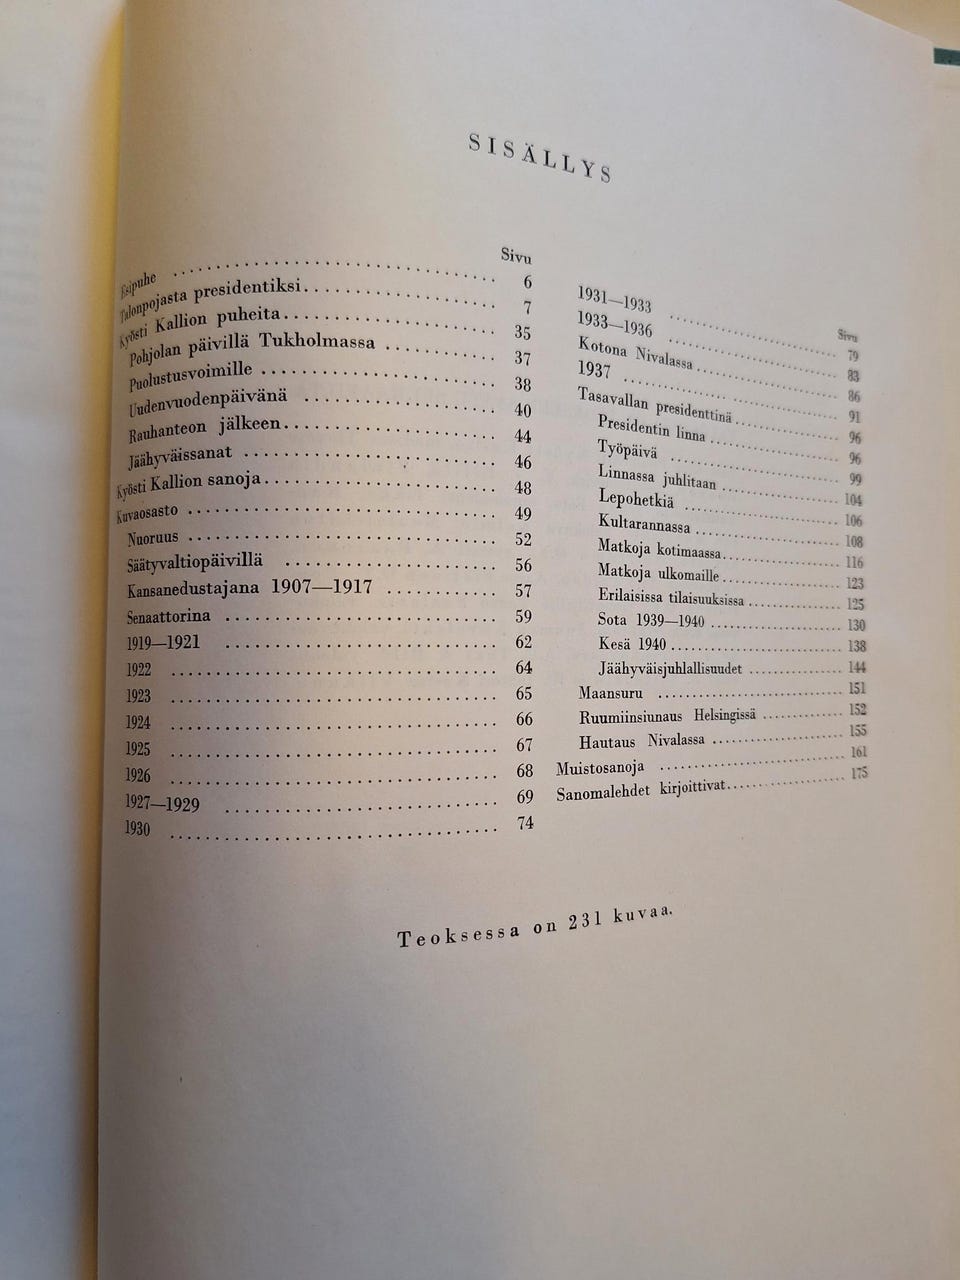 SISÄLLYS
Sivu
Esipuhe 6
Talonpojasta presidentiksi 7
Kyösti Kallion puheita 35
Pohjolan päivillä Tukholmassa 37
Puolustusvoimille 38
Uudenvuodenpäivänä 40
Rauhanteon jälkeen 44
Jäähyväissanat 46
Kyösti Kallion sanoja 48
Kuvaosasto 49
Nuoruus 52
Säätyvaltiopäivillä 56
Kansanedustajana 1907—1917 57
Senaattorina 59
1919—1921 62
1922 64
1923 65
1924 66
1925 67
1926 68
1927—1929 69
1930 74
Sivu
1931—1933 79
1933—1936 83
Kotona Nivalassa 86
1937 91
Tasavallan presidenttinä 96
Presidentin linna 96
Työpäivä 99
Linnassa juhlitaan 104
Lepohetkiä 106
Kultarannassa 108
Matkoja kotimaassa 116
Matkoja ulkomaille 123
Erilaisissa tilaisuuksissa 125
Sota 1939—1940 130
Kesä 1940 138
Jäähyväisjuhlallisuudet 144
Maansuru 151
Ruumiinsiunaus Helsingissä 152
Hautaus Nivalassa 155
Muistosanoja 161
Sanomalehdet kirjoittivat 175
Teoksessa on 231 kuvaa.